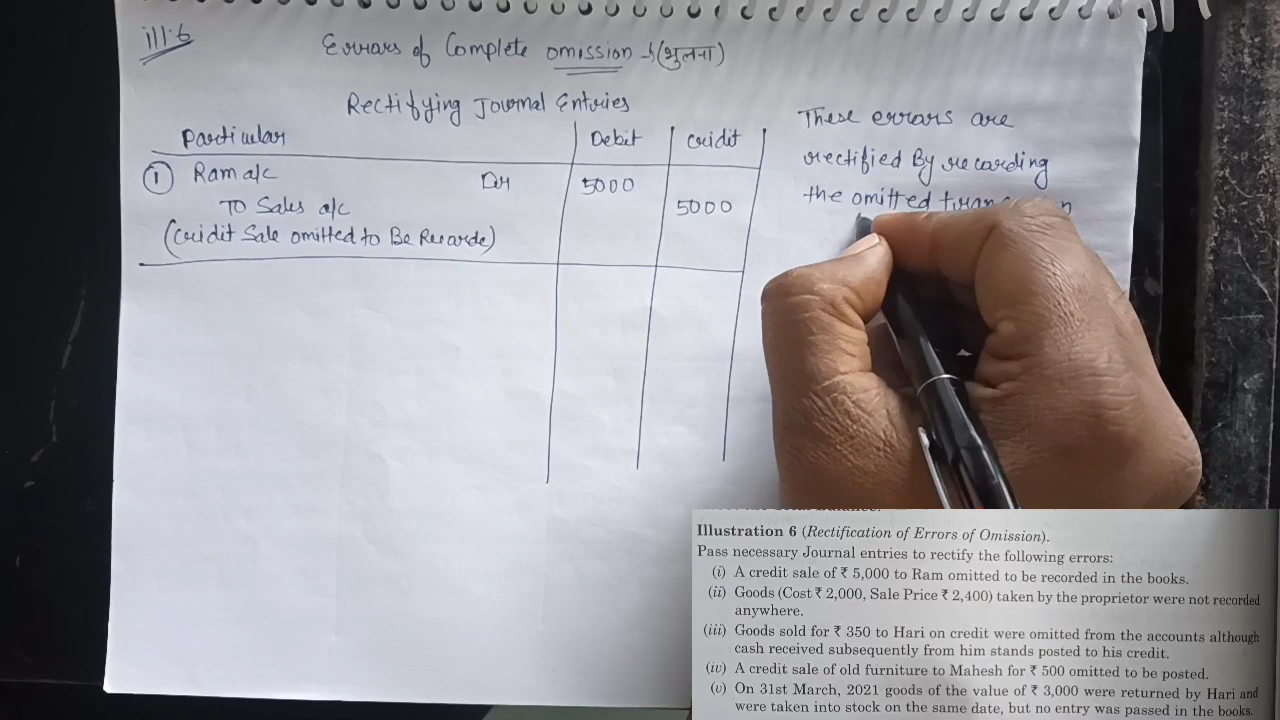 ill.6
Errors of Complete omission → (भुलना)
Rectifying Journal Entries
Particular Debit Cridit
① Ram a/c Dr 5000
To Sales a/c 5000
(Cridit Sale omitted to Be Recorde)
These errors are
rectified By recording
the omitted
Illustration 6 (Rectification of Errors of Omission).
Pass necessary Journal entries to rectify the following errors:
(i) A credit sale of ₹ 5,000 to Ram omitted to be recorded in the books.
(ii) Goods (Cost ₹ 2,000, Sale Price ₹ 2,400) taken by the proprietor were not recorded
anywhere.
(iii) Goods sold for ₹ 350 to Hari on credit were omitted from the accounts although
cash received subsequently from him stands posted to his credit.
(iv) A credit sale of old furniture to Mahesh for ₹ 500 omitted to be posted.
(v) On 31st March, 2021 goods of the value of ₹ 3,000 were returned by Hari and
were taken into stock on the same date, but no entry was passed in the books.